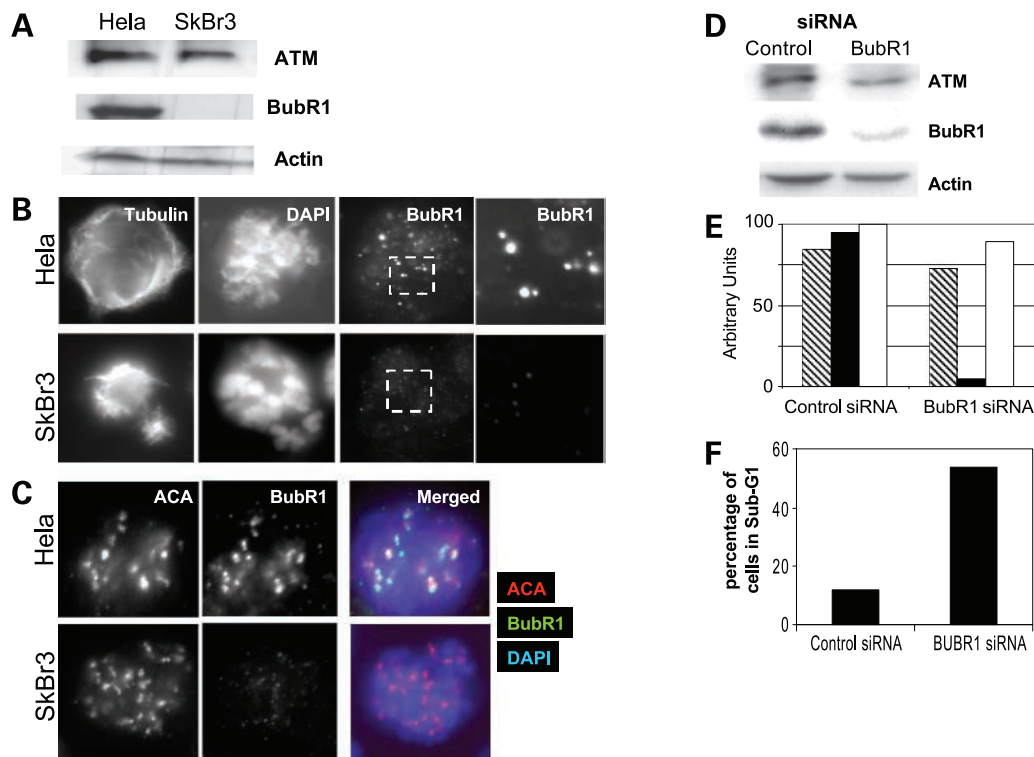 A
Hela SkBr3
ATM
BubR1
Actin
B
Hela
Tubulin
DAPI
BubR1
BubR1
SkBr3
C
Hela
ACA
BubR1
Merged
SkBr3
ACA
BubR1
DAPI
D
siRNA
Control BubR1
ATM
BubR1
Actin
E
Arbitrary Units
100
50
0
Control siRNA BubR1 siRNA
F
percentage of
cells in Sub-G1
60
40
20
0
Control siRNA BUBR1 siRNA